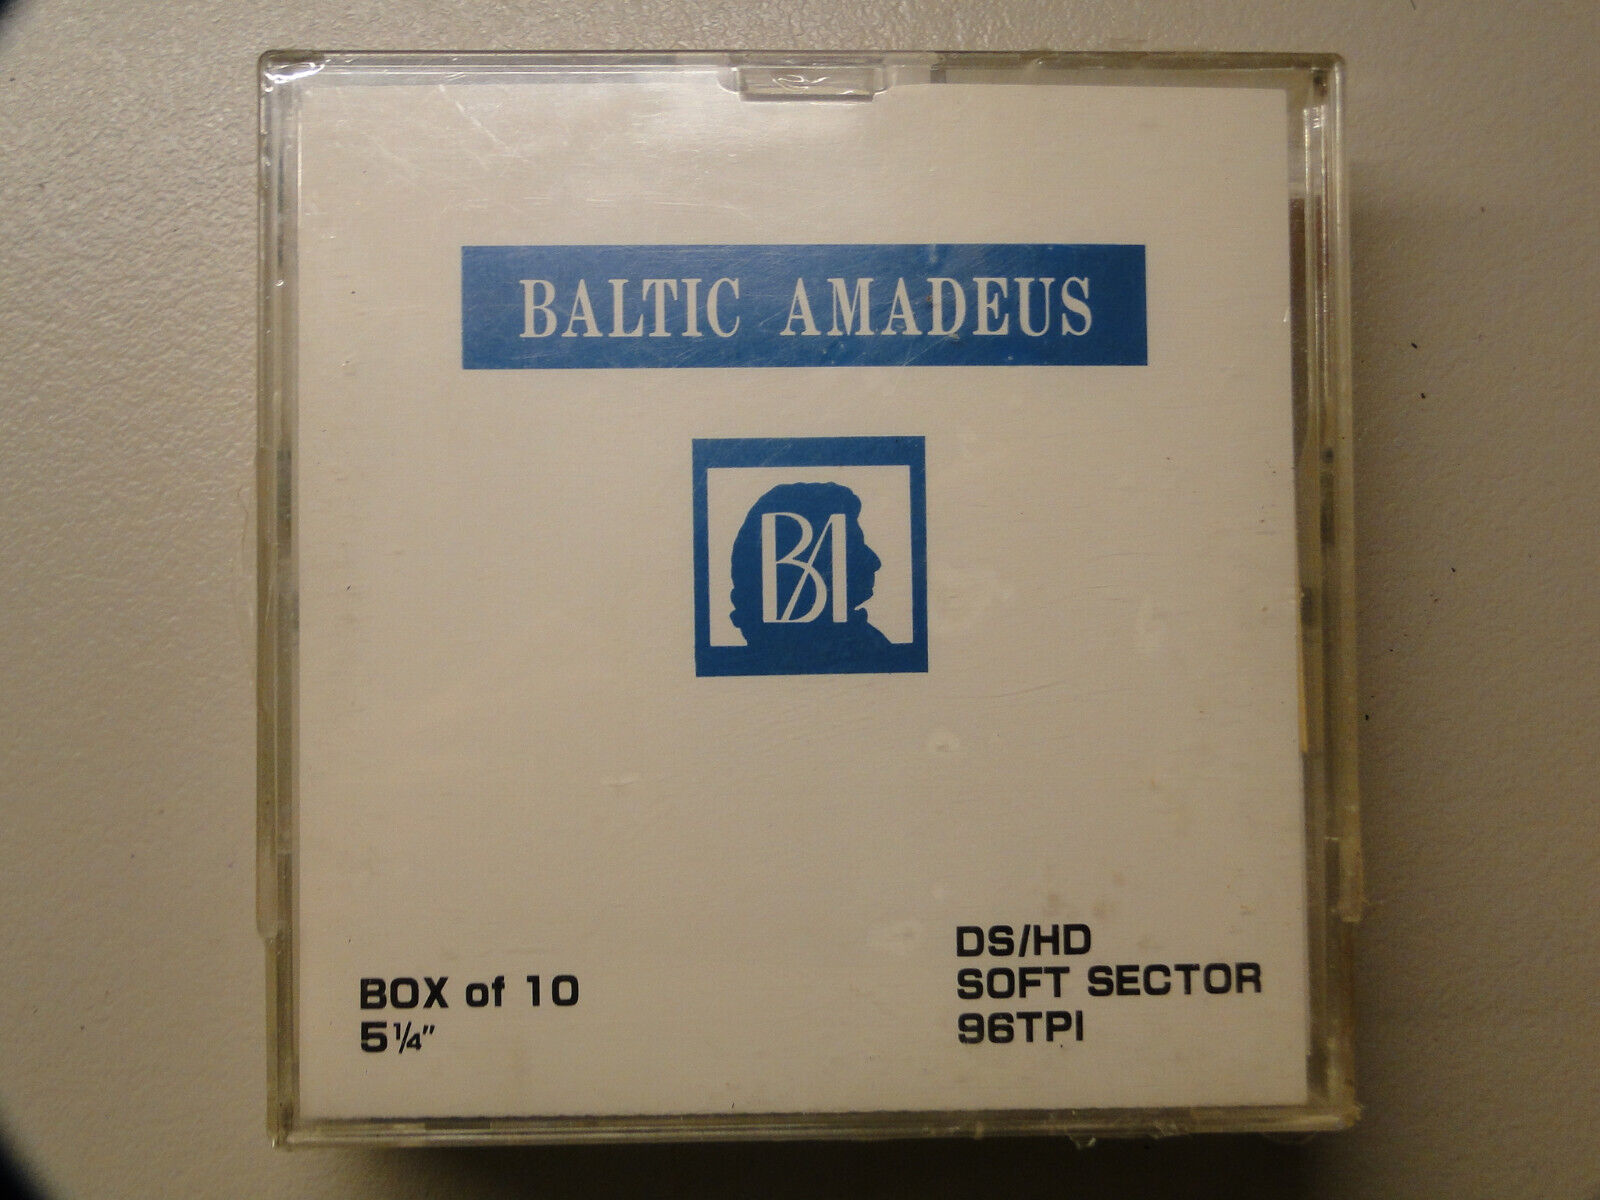 BALTIC AMADEUS
BA
BOX of 10
5¼"
DS/HD
SOFT SECTOR
96TPI